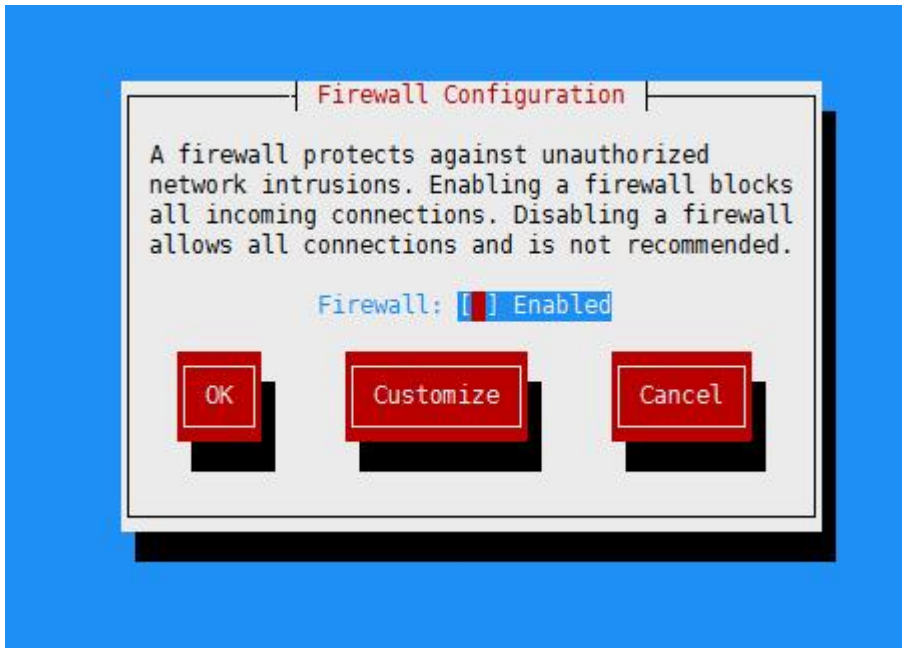 Firewall Configuration
A firewall protects against unauthorized
network intrusions. Enabling a firewall blocks
all incoming connections. Disabling a firewall
allows all connections and is not recommended.
Firewall: [ ] Enabled
OK Customize Cancel